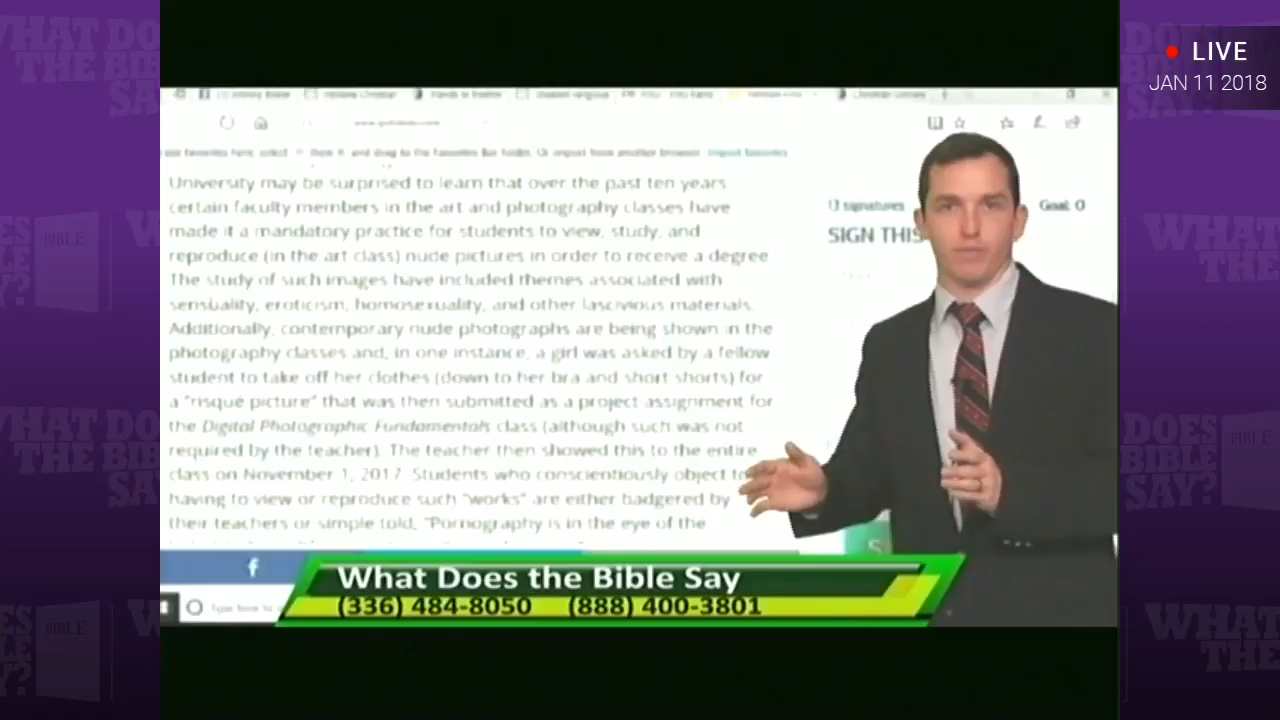 LIVE
JAN 11 2018
www.
University may be surprised to learn that over the past ten years
certain faculty members in the art and photography classes have
made it a mandatory practice for students to view, study, and
reproduce (in the art class) nude pictures in order to receive a degree
The study of such images have included themes associated with
sensuality, eroticism, homosexuality, and other lascivious materials.
Additionally, contemporary nude photographs are being shown in the
photography classes and, in one instance, a girl was asked by a fellow
student to take off her clothes (down to her bra and short shorts) for
a "risqué picture" that was then submitted as a project assignment for
the Digital Photographic Fundamentals class (although such was not
required by the teacher). The teacher then showed this to the entire
class on November 1, 2017. Students who conscientiously object to
having to view or reproduce such "works" are either badgered by
their teachers or simple told, "Pornography is in the eye of the
13 signatures
Goal: 0
SIGN THIS
f
What Does the Bible Say
(336) 484-8050 (888) 400-3801
WHAT DOES
THE BIBLE
SAY?
BIBLE